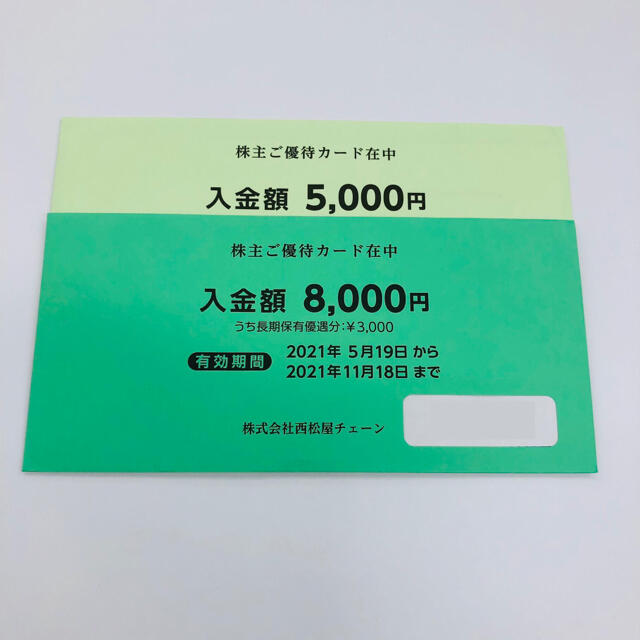 株主ご優待カード在中
入金額 5,000円
株主ご優待カード在中
入金額 8,000円
うち長期保有優遇分:¥3,000
有効期間 2021年 5月19日 から
2021年11月18日 まで
株式会社西松屋チェーン